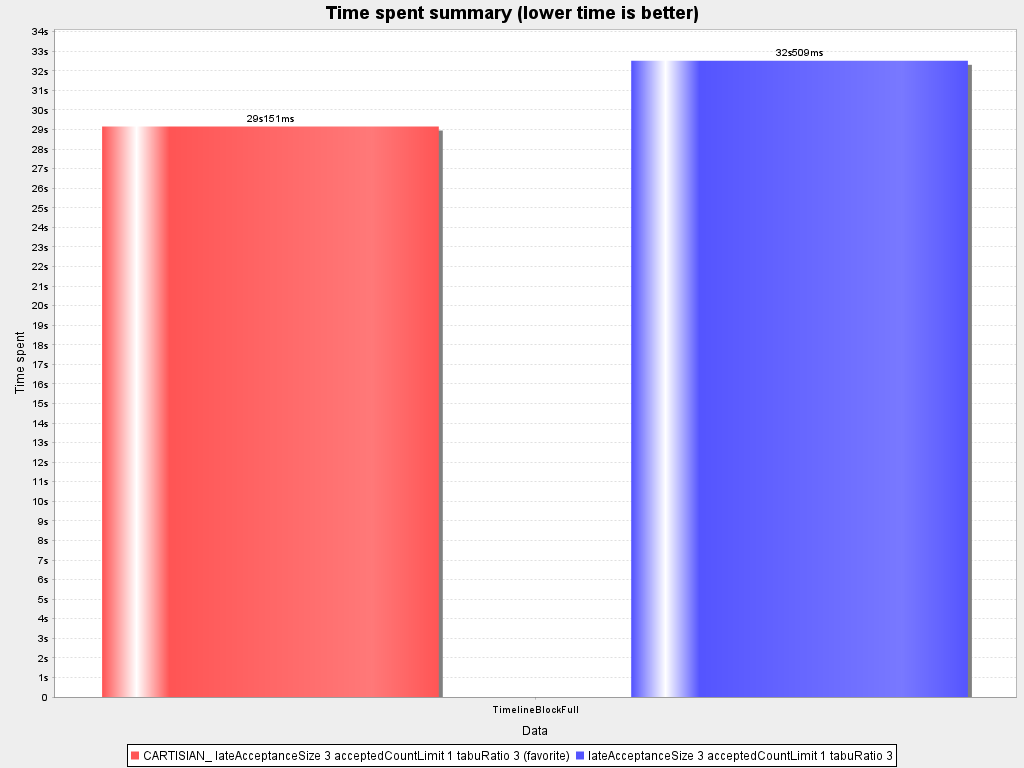 Time spent summary (lower time is better)
34s
33s
32s
31s
30s
29s
28s
27s
26s
25s
24s
23s
22s
21s
20s
19s
18s
17s
16s
15s
14s
13s
12s
11s
10s
9s
8s
7s
6s
5s
4s
3s
2s
1s
0
Time spent
29s151ms
32s509ms
TimelineBlockFull
Data
CARTISIAN_ lateAcceptanceSize 3 acceptedCountLimit 1 tabuRatio 3 (favorite) lateAcceptanceSize 3 acceptedCountLimit 1 tabuRatio 3